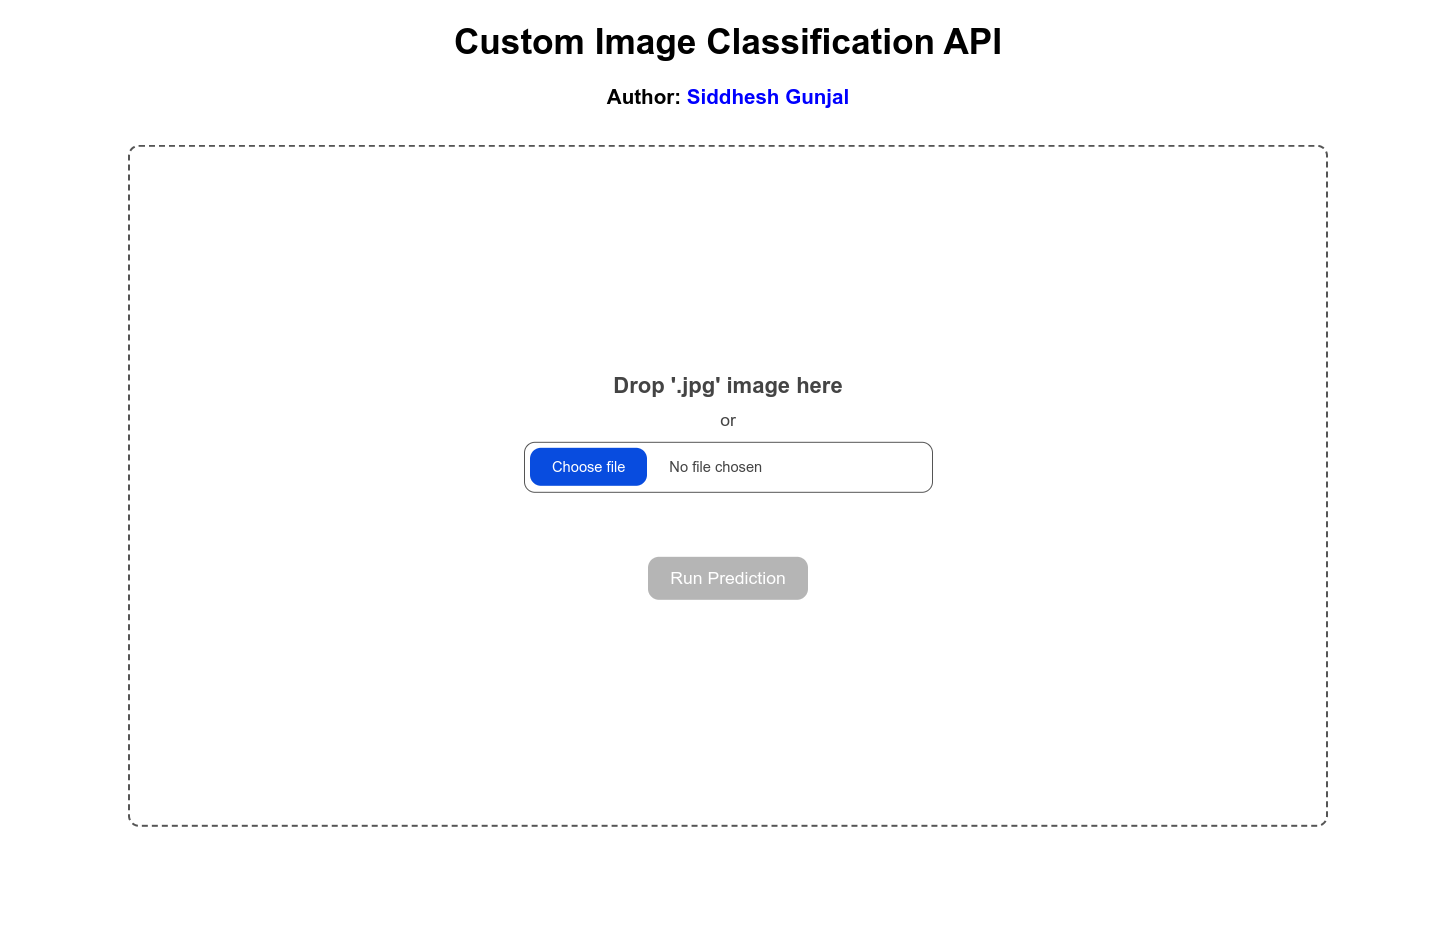 Custom Image Classification API
Author: Siddhesh Gunjal
Drop '.jpg' image here
or
Choose file No file chosen
Run Prediction